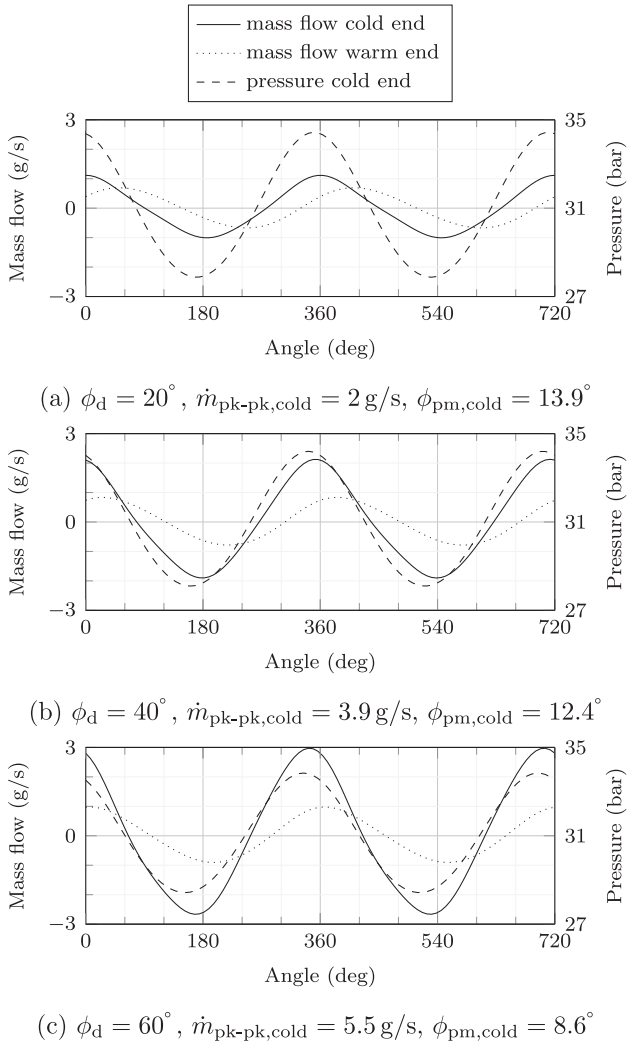 mass flow cold end
mass flow warm end
pressure cold end
Mass flow (g/s)
3
0
−3
35
31
27
Pressure (bar)
0 180 360 540 720
Angle (deg)
(a) ϕd = 20°, ṁpk-pk,cold = 2 g/s, ϕpm,cold = 13.9°
Mass flow (g/s)
3
0
−3
35
31
27
Pressure (bar)
0 180 360 540 720
Angle (deg)
(b) ϕd = 40°, ṁpk-pk,cold = 3.9 g/s, ϕpm,cold = 12.4°
Mass flow (g/s)
3
0
−3
35
31
27
Pressure (bar)
0 180 360 540 720
Angle (deg)
(c) ϕd = 60°, ṁpk-pk,cold = 5.5 g/s, ϕpm,cold = 8.6°